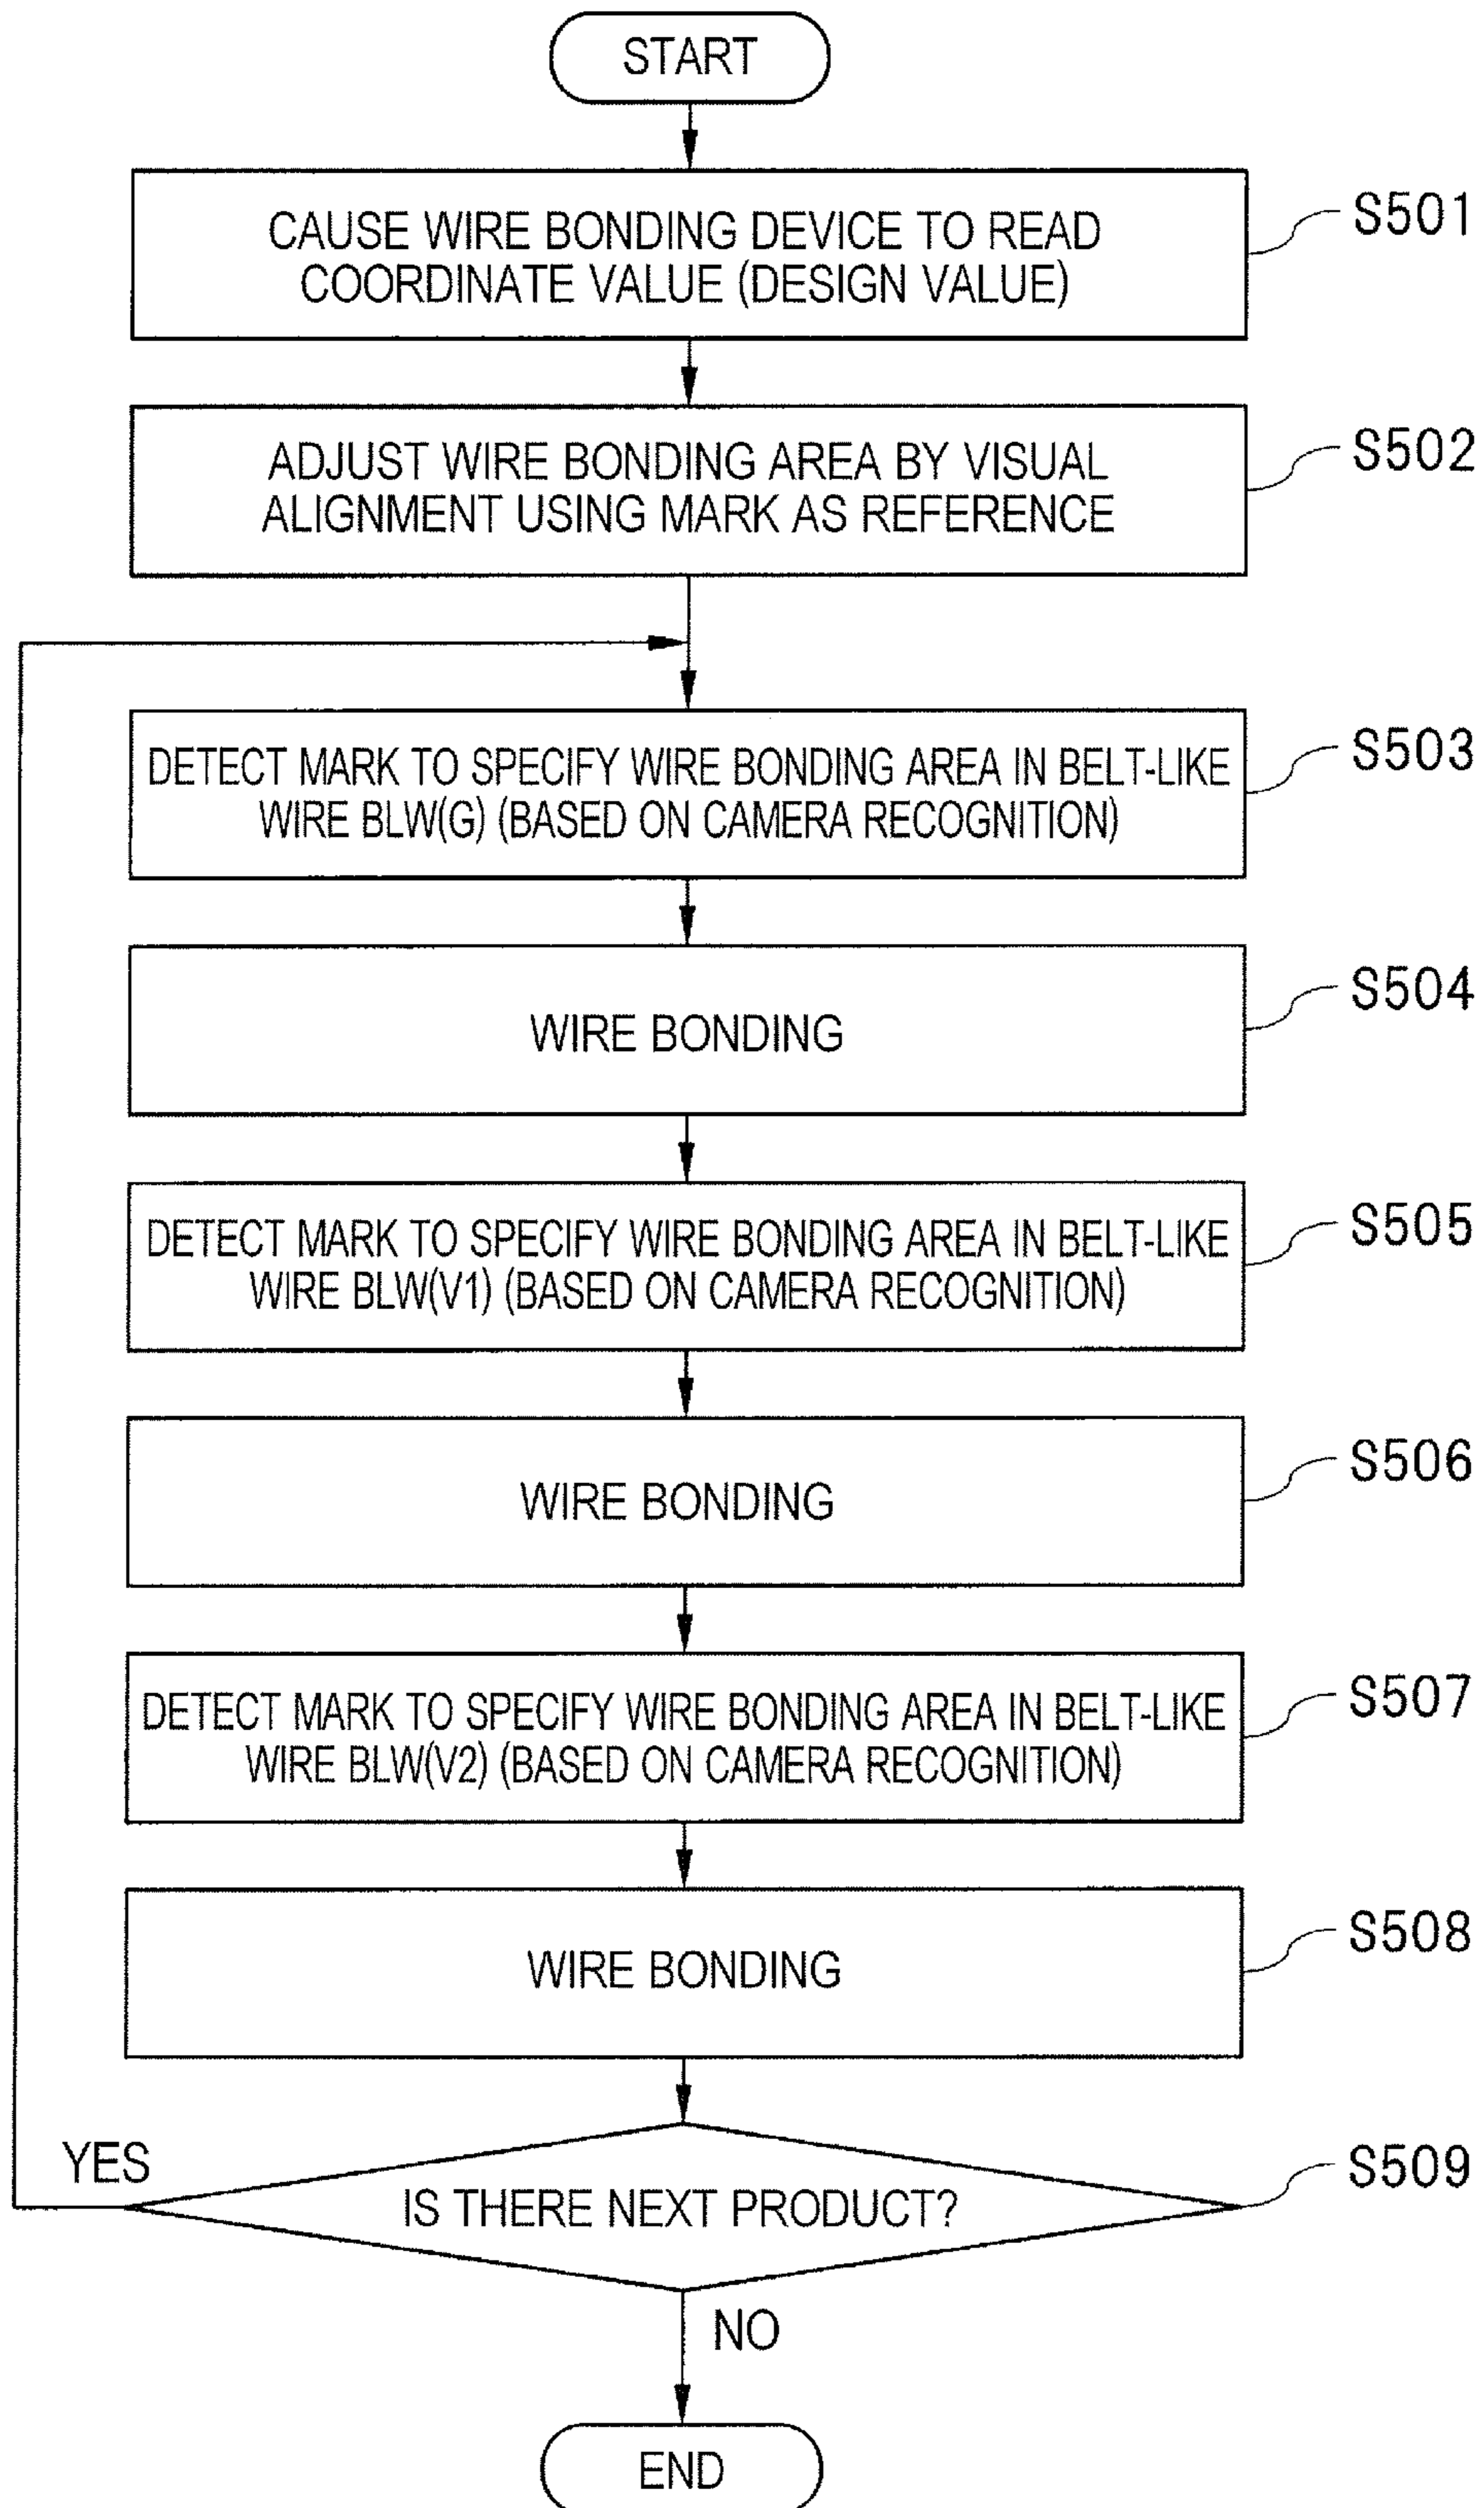 START
CAUSE WIRE BONDING DEVICE TO READ
COORDINATE VALUE (DESIGN VALUE)
S501
ADJUST WIRE BONDING AREA BY VISUAL
ALIGNMENT USING MARK AS REFERENCE
S502
DETECT MARK TO SPECIFY WIRE BONDING AREA IN BELT-LIKE
WIRE BLW(G) (BASED ON CAMERA RECOGNITION)
S503
WIRE BONDING
S504
DETECT MARK TO SPECIFY WIRE BONDING AREA IN BELT-LIKE
WIRE BLW(V1) (BASED ON CAMERA RECOGNITION)
S505
WIRE BONDING
S506
DETECT MARK TO SPECIFY WIRE BONDING AREA IN BELT-LIKE
WIRE BLW(V2) (BASED ON CAMERA RECOGNITION)
S507
WIRE BONDING
S508
YES
IS THERE NEXT PRODUCT?
S509
NO
END